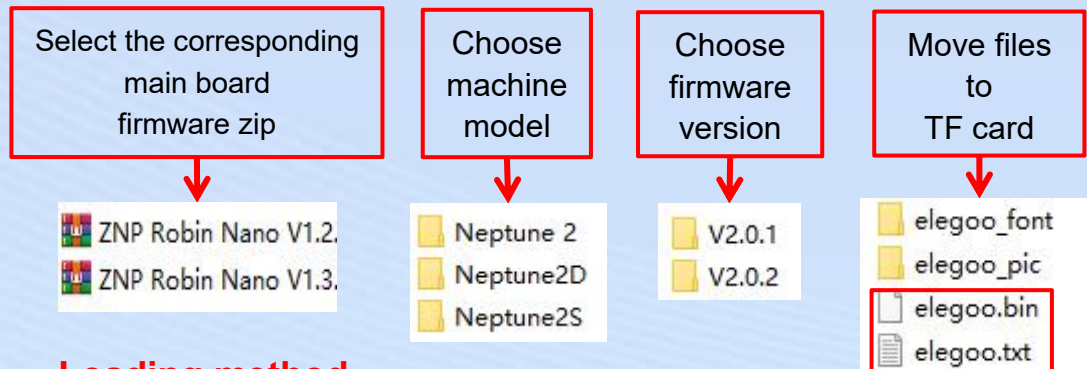 Select the corresponding
main board
firmware zip
Choose
machine
model
Choose
firmware
version
Move files
to
TF card
ZNP Robin Nano V1.2.
ZNP Robin Nano V1.3.
Neptune 2
Neptune2D
Neptune2S
V2.0.1
V2.0.2
elegoo_font
elegoo_pic
elegoo.bin
elegoo.txt
Loading method